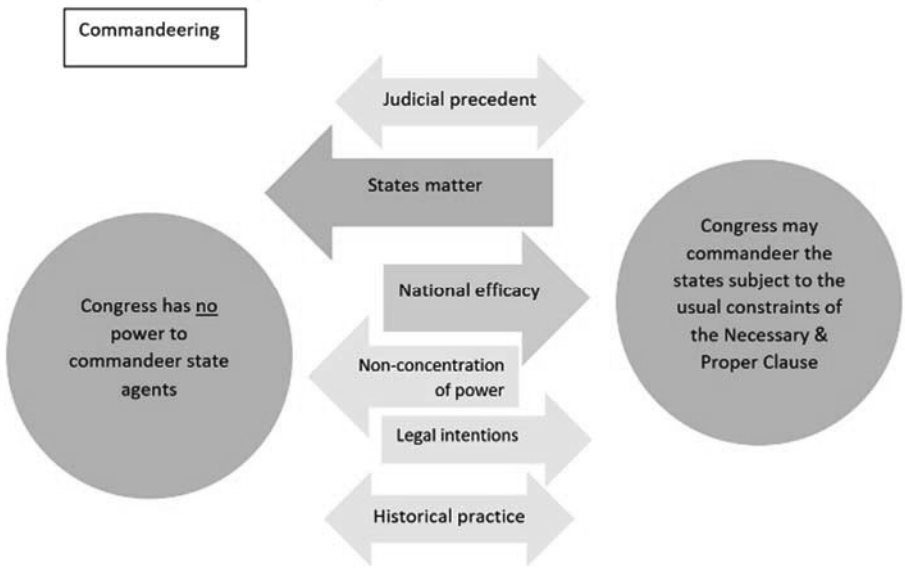 Commandeering
Judicial precedent
States matter
Congress has no
power to
commandeer state
agents
National efficacy
Non-concentration
of power
Legal intentions
Historical practice
Congress may
commandeer the
states subject to the
usual constraints of
the Necessary &
Proper Clause